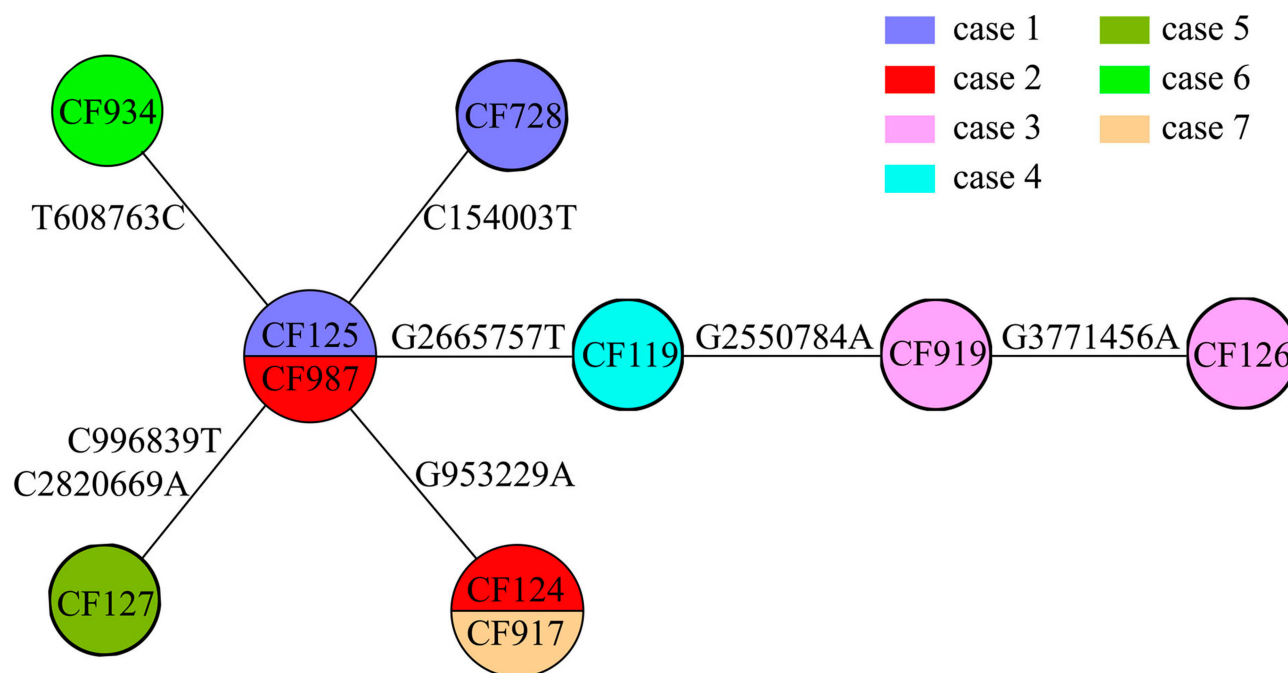 case 1
case 5
case 2
case 6
case 3
case 7
case 4
CF934
CF728
T608763C
C154003T
CF125
CF987
G2665757T
CF119
G2550784A
CF919
G3771456A
CF126
C996839T
C2820669A
G953229A
CF127
CF124
CF917